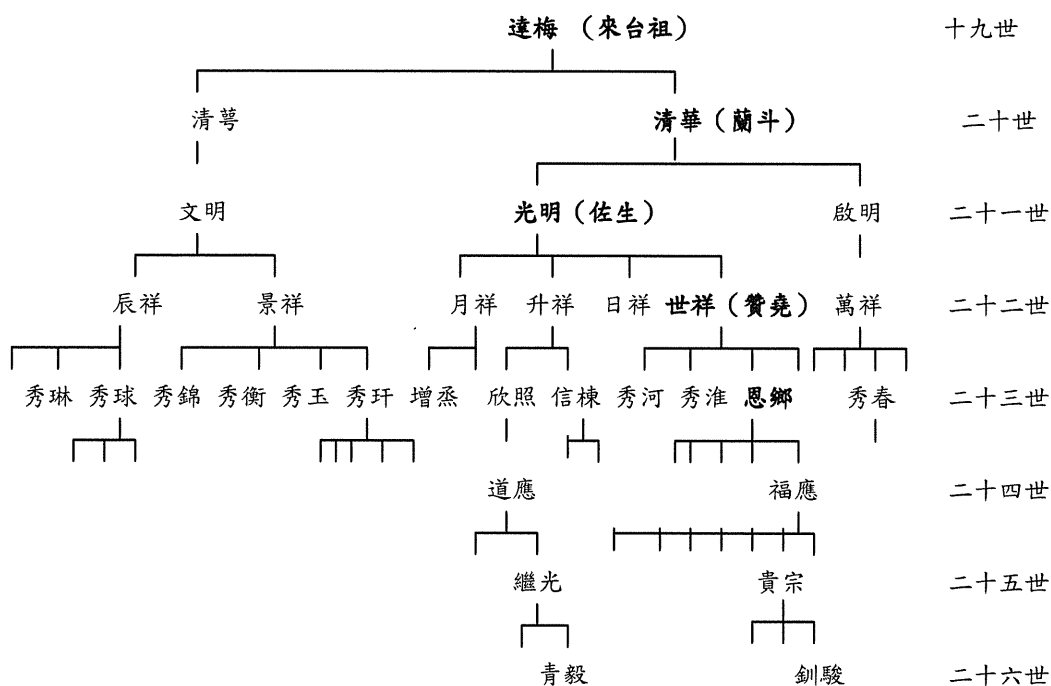 達梅 （來台祖） 十九世
清萼 清華（蘭斗） 二十世
文明 光明（佐生） 啟明 二十一世
辰祥 景祥 月祥 升祥 日祥 世祥（贊堯） 萬祥 二十二世
秀琳 秀球 秀錦 秀衡 秀玉 秀玕 增烝 欣照 信棟 秀河 秀淮 恩鄉 秀春 二十三世
道應 福應 二十四世
繼光 貴宗 二十五世
青毅 釧駿 二十六世